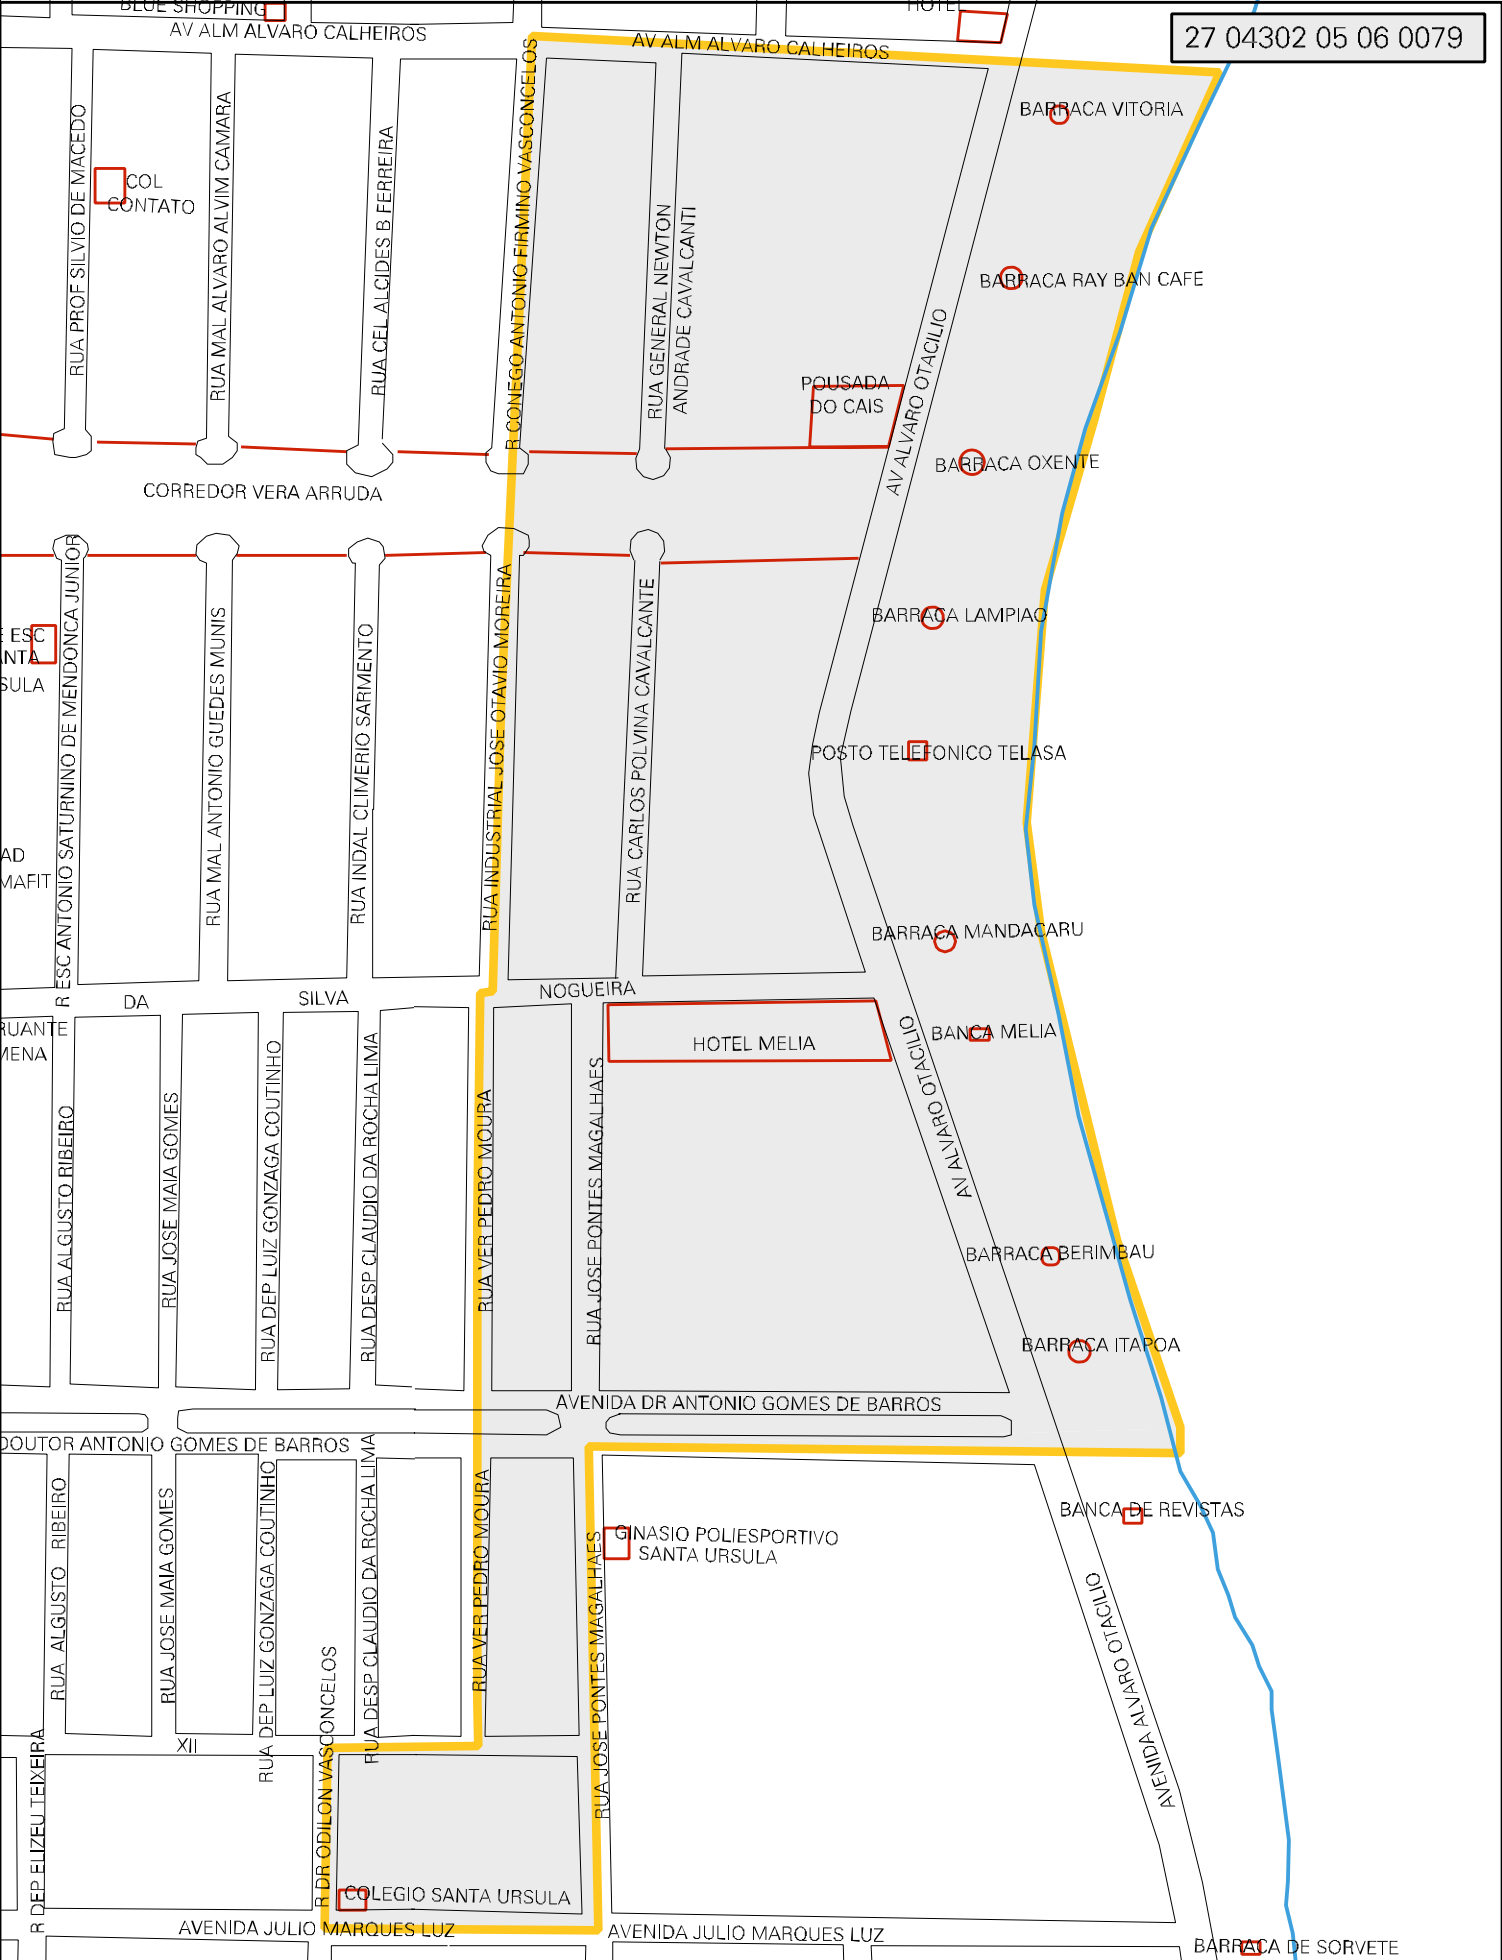 BLUE SHOPPING
HOTEL
AV ALM ALVARO CALHEIROS
AV ALM ALVARO CALHEIROS
27 04302 05 06 0079
BARRACA VITORIA
RUA PROF SILVIO DE MACEDO
COL
CONTATO
RUA MAL ALVARO ALVIM CAMARA
RUA CEL ALCIDES B FERREIRA
R CONEGO ANTONIO FIRMINO VASCONCELOS
RUA GENERAL NEWTON
ANDRADE CAVALCANTI
BARRACA RAY BAN CAFE
AV ALVARO OTACILIO
POUSADA
DO CAIS
BARRACA OXENTE
CORREDOR VERA ARRUDA
R ESC ANTONIO SATURNINO DE MENDONCA JUNIOR
RUA MAL ANTONIO GUEDES MUNIS
RUA INDAL CLIMERIO SARMENTO
RUA INDUSTRIAL JOSE OTAVIO MOREIRA
RUA CARLOS POLVINA CAVALCANTE
BARRACA LAMPIAO
E ESC
ANTA
SULA
POSTO TELEFONICO TELASA
AD
MAFIT
BARRACA MANDACARU
DA
SILVA
NOGUEIRA
RUANTE
MENA
HOTEL MELIA
BANCA MELIA
AV ALVARO OTACILIO
RUA ALGUSTO RIBEIRO
RUA JOSE MAIA GOMES
RUA DEP LUIZ GONZAGA COUTINHO
RUA DESP CLAUDIO DA ROCHA LIMA
RUA VER PEDRO MOURA
RUA JOSE PONTES MAGALHAES
BARRACA BERIMBAU
BARRACA ITAPOA
AVENIDA DR ANTONIO GOMES DE BARROS
DOUTOR ANTONIO GOMES DE BARROS
RUA ALGUSTO RIBEIRO
RUA JOSE MAIA GOMES
RUA DEP LUIZ GONZAGA COUTINHO
RUA DESP CLAUDIO DA ROCHA LIMA
RUA VER PEDRO MOURA
RUA JOSE PONTES MAGALHAES
GINASIO POLIESPORTIVO
SANTA URSULA
BANCA DE REVISTAS
AVENIDA ALVARO OTACILIO
XII
R DEP ELIZEU TEIXEIRA
R DR ODILON VASCONCELOS
COLEGIO SANTA URSULA
AVENIDA JULIO MARQUES LUZ
AVENIDA JULIO MARQUES LUZ
BARRACA DE SORVETE